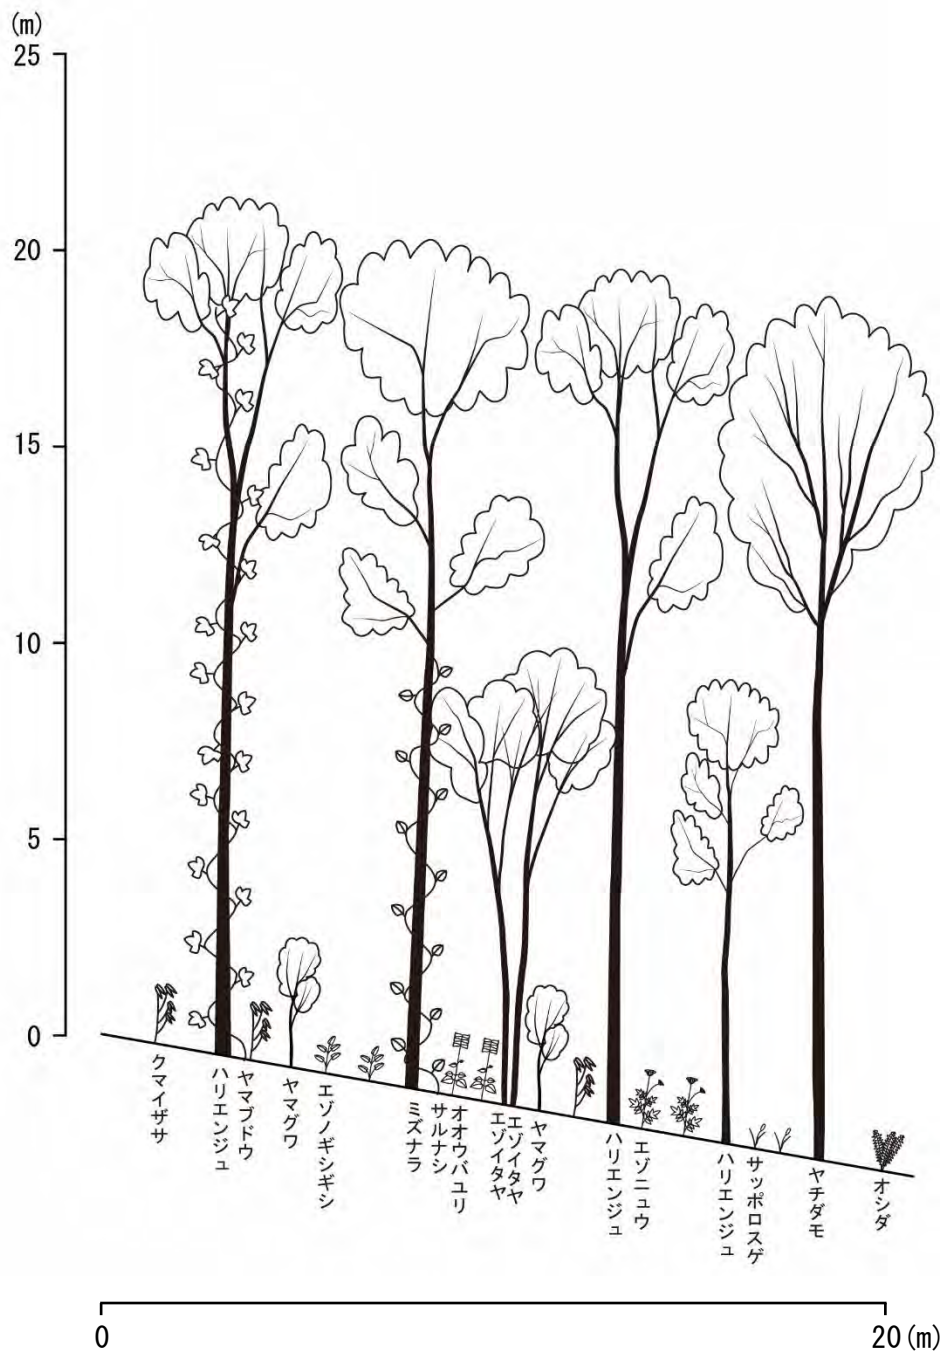 (m)
25
20
15
10
5
0
クマイザサ
ハリエンジュ
ヤマブドウ
ヤマグワ
エゾノギシギシ
ミズナラ
サルナシ
オオウバユリ
エゾイタヤ
エゾイタヤ
ヤマグワ
ハリエンジュ
エゾニュウ
ハリエンジュ
サッポロスゲ
ヤチダモ
オシダ
0
20(m)